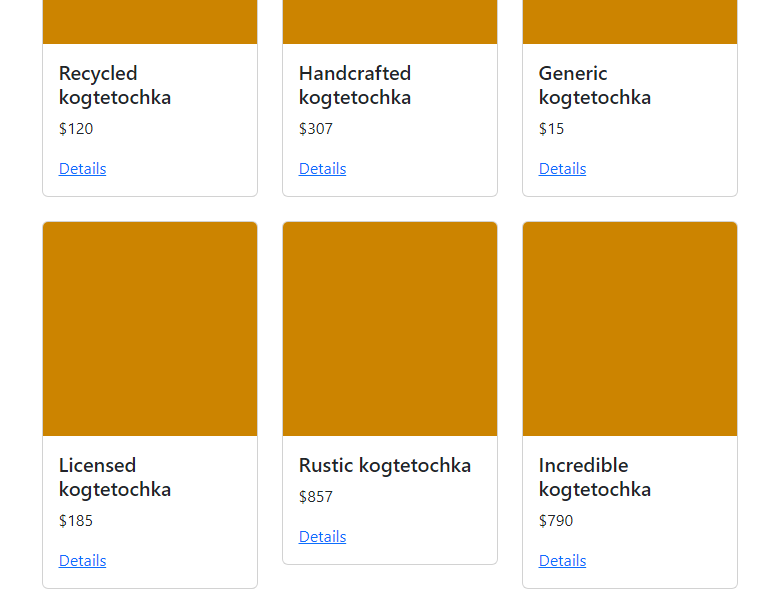 Recycled
kogtetochka
$120
Details
Handcrafted
kogtetochka
$307
Details
Generic
kogtetochka
$15
Details
Licensed
kogtetochka
$185
Details
Rustic kogtetochka
$857
Details
Incredible
kogtetochka
$790
Details